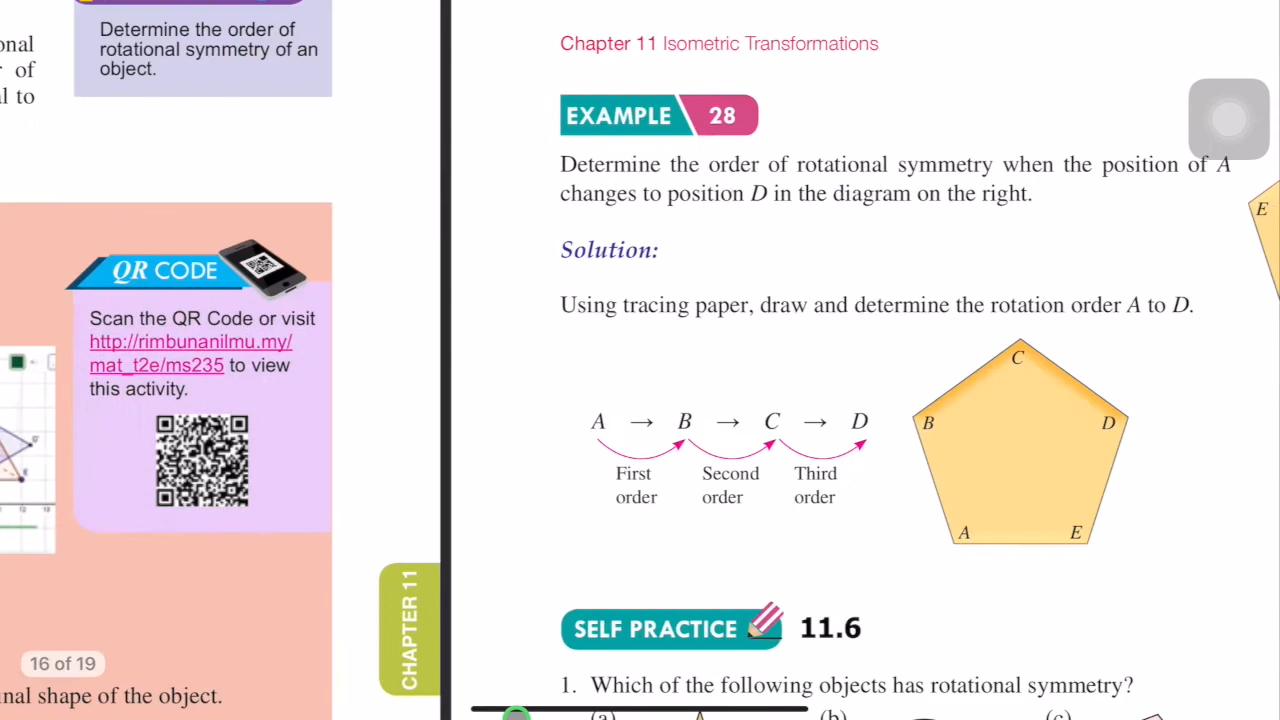 Determine the order of
rotational symmetry of an
object.
onal
of
al to
QR CODE
Scan the QR Code or visit
http://rimbunanilmu.my/
mat_t2e/ms235 to view
this activity.
CHAPTER 11
16 of 19
nal shape of the object.
Chapter 11 Isometric Transformations
EXAMPLE 28
Determine the order of rotational symmetry when the position of A
changes to position D in the diagram on the right.
Solution:
Using tracing paper, draw and determine the rotation order A to D.
A → B → C → D
First Second Third
order order order
C
B D
A E
E
SELF PRACTICE 11.6
1. Which of the following objects has rotational symmetry?
(a) (b) (c)